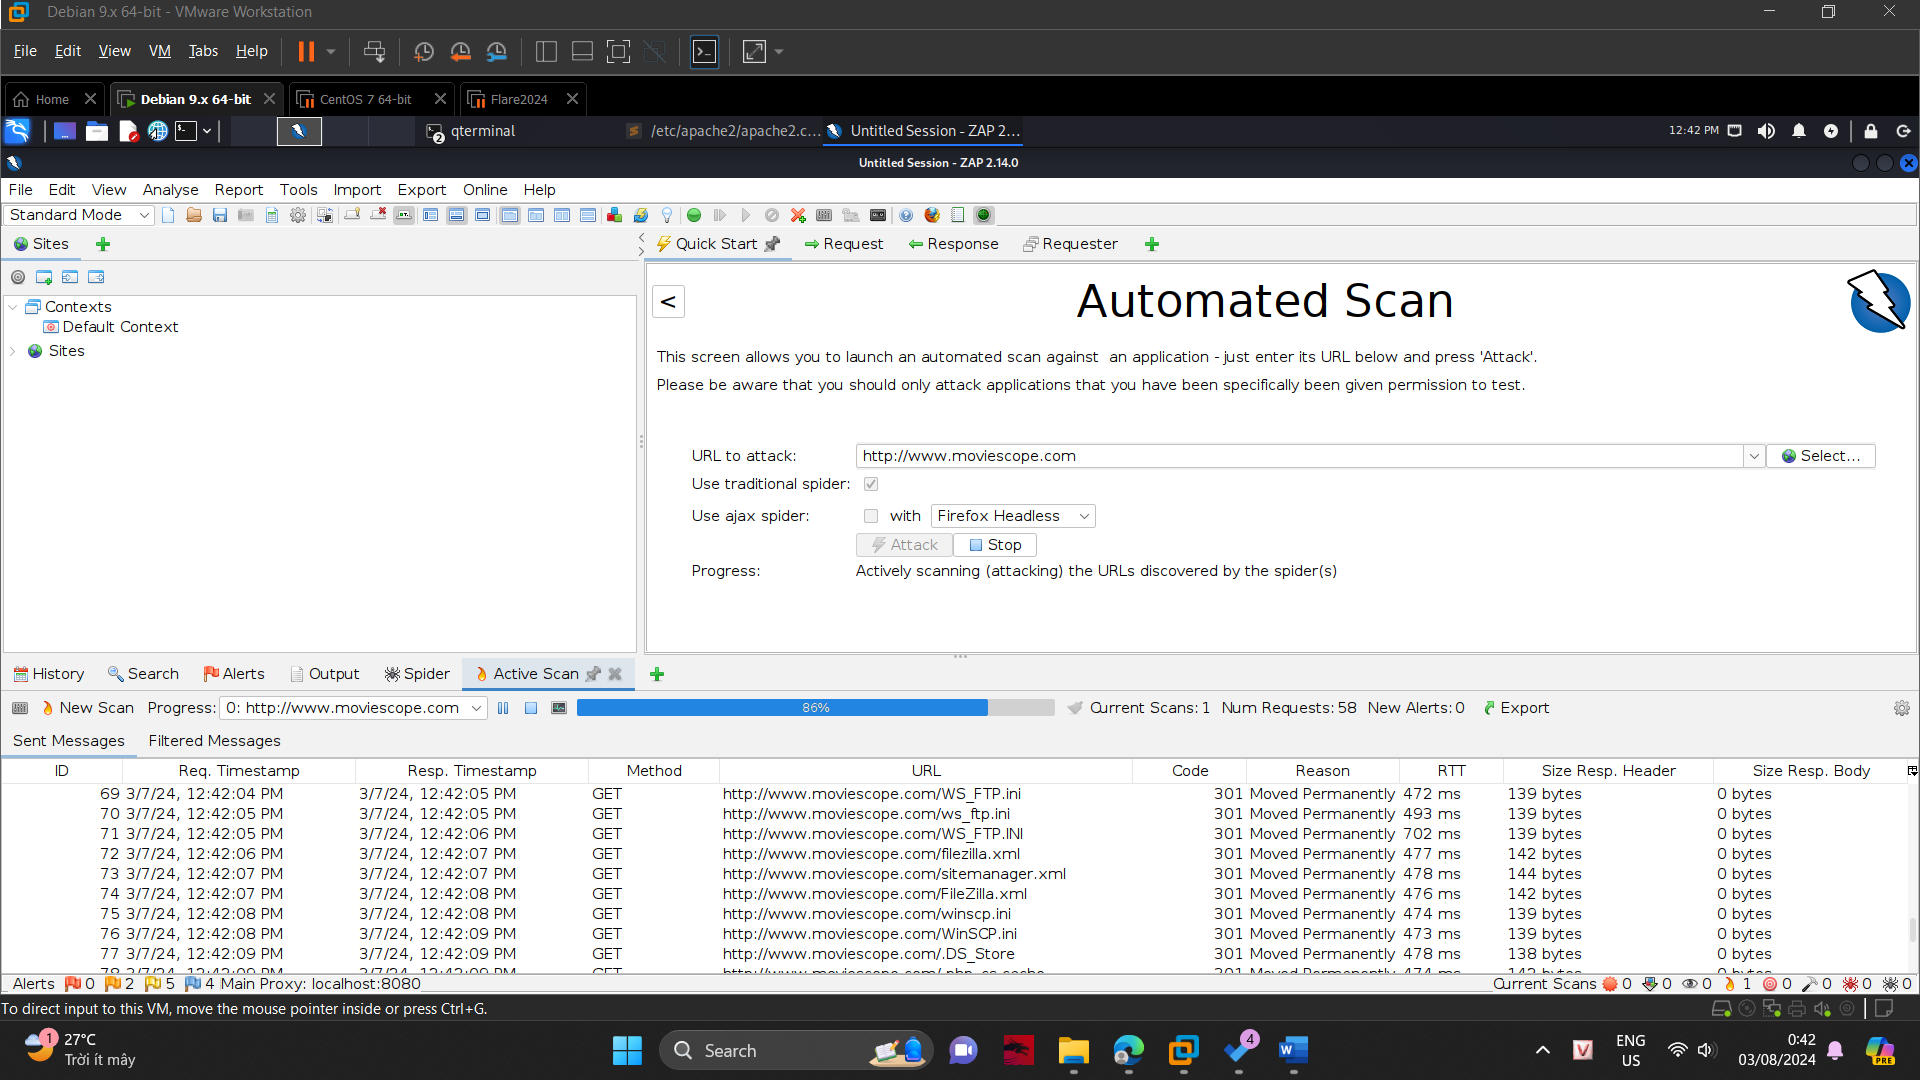 Debian 9.x 64-bit - VMware Workstation
File Edit View VM Tabs Help
Home Debian 9.x 64-bit CentOS 7 64-bit Flare2024
2 qterminal /etc/apache2/apache2.c... Untitled Session - ZAP 2... 12:42 PM
Untitled Session - ZAP 2.14.0
File Edit View Analyse Report Tools Import Export Online Help
Standard Mode
Sites Quick Start Request Response Requester
Contexts
Default Context
Sites
< Automated Scan
This screen allows you to launch an automated scan against an application - just enter its URL below and press 'Attack'.
Please be aware that you should only attack applications that you have been specifically been given permission to test.
URL to attack: http://www.moviescope.com Select...
Use traditional spider:
Use ajax spider: with Firefox Headless
Attack Stop
Progress: Actively scanning (attacking) the URLs discovered by the spider(s)
History Search Alerts Output Spider Active Scan
New Scan Progress: 0: http://www.moviescope.com 86% Current Scans: 1 Num Requests: 58 New Alerts: 0 Export
Sent Messages Filtered Messages
ID Req. Timestamp Resp. Timestamp Method URL Code Reason RTT Size Resp. Header Size Resp. Body
69 3/7/24, 12:42:04 PM 3/7/24, 12:42:05 PM GET http://www.moviescope.com/WS_FTP.ini 301 Moved Permanently 472 ms 139 bytes 0 bytes
70 3/7/24, 12:42:05 PM 3/7/24, 12:42:05 PM GET http://www.moviescope.com/ws_ftp.ini 301 Moved Permanently 493 ms 139 bytes 0 bytes
71 3/7/24, 12:42:05 PM 3/7/24, 12:42:06 PM GET http://www.moviescope.com/WS_FTP.INI 301 Moved Permanently 702 ms 139 bytes 0 bytes
72 3/7/24, 12:42:06 PM 3/7/24, 12:42:07 PM GET http://www.moviescope.com/filezilla.xml 301 Moved Permanently 477 ms 142 bytes 0 bytes
73 3/7/24, 12:42:07 PM 3/7/24, 12:42:07 PM GET http://www.moviescope.com/sitemanager.xml 301 Moved Permanently 478 ms 144 bytes 0 bytes
74 3/7/24, 12:42:07 PM 3/7/24, 12:42:08 PM GET http://www.moviescope.com/FileZilla.xml 301 Moved Permanently 476 ms 142 bytes 0 bytes
75 3/7/24, 12:42:08 PM 3/7/24, 12:42:08 PM GET http://www.moviescope.com/winscp.ini 301 Moved Permanently 474 ms 139 bytes 0 bytes
76 3/7/24, 12:42:08 PM 3/7/24, 12:42:09 PM GET http://www.moviescope.com/WinSCP.ini 301 Moved Permanently 473 ms 139 bytes 0 bytes
77 3/7/24, 12:42:09 PM 3/7/24, 12:42:09 PM GET http://www.moviescope.com/.DS_Store 301 Moved Permanently 478 ms 138 bytes 0 bytes
Alerts 0 2 5 4 Main Proxy: localhost:8080 Current Scans 0 0 0 1 0 0 0 0
To direct input to this VM, move the mouse pointer inside or press Ctrl+G.
1 27°C Search 4 ENG 0:42
Trời ít mây US 03/08/2024 PRE